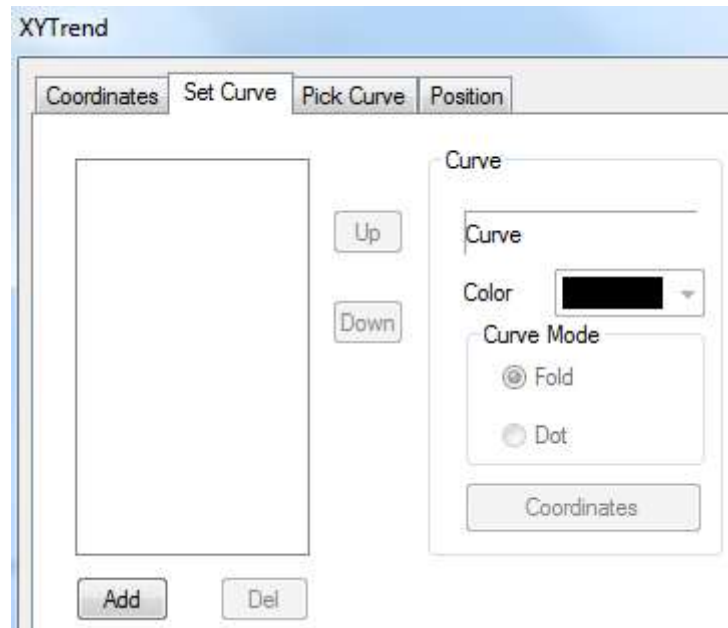 XYTrend
Coordinates Set Curve Pick Curve Position
Curve
Up
Curve
Color
Down
Curve Mode
Fold
Dot
Coordinates
Add Del